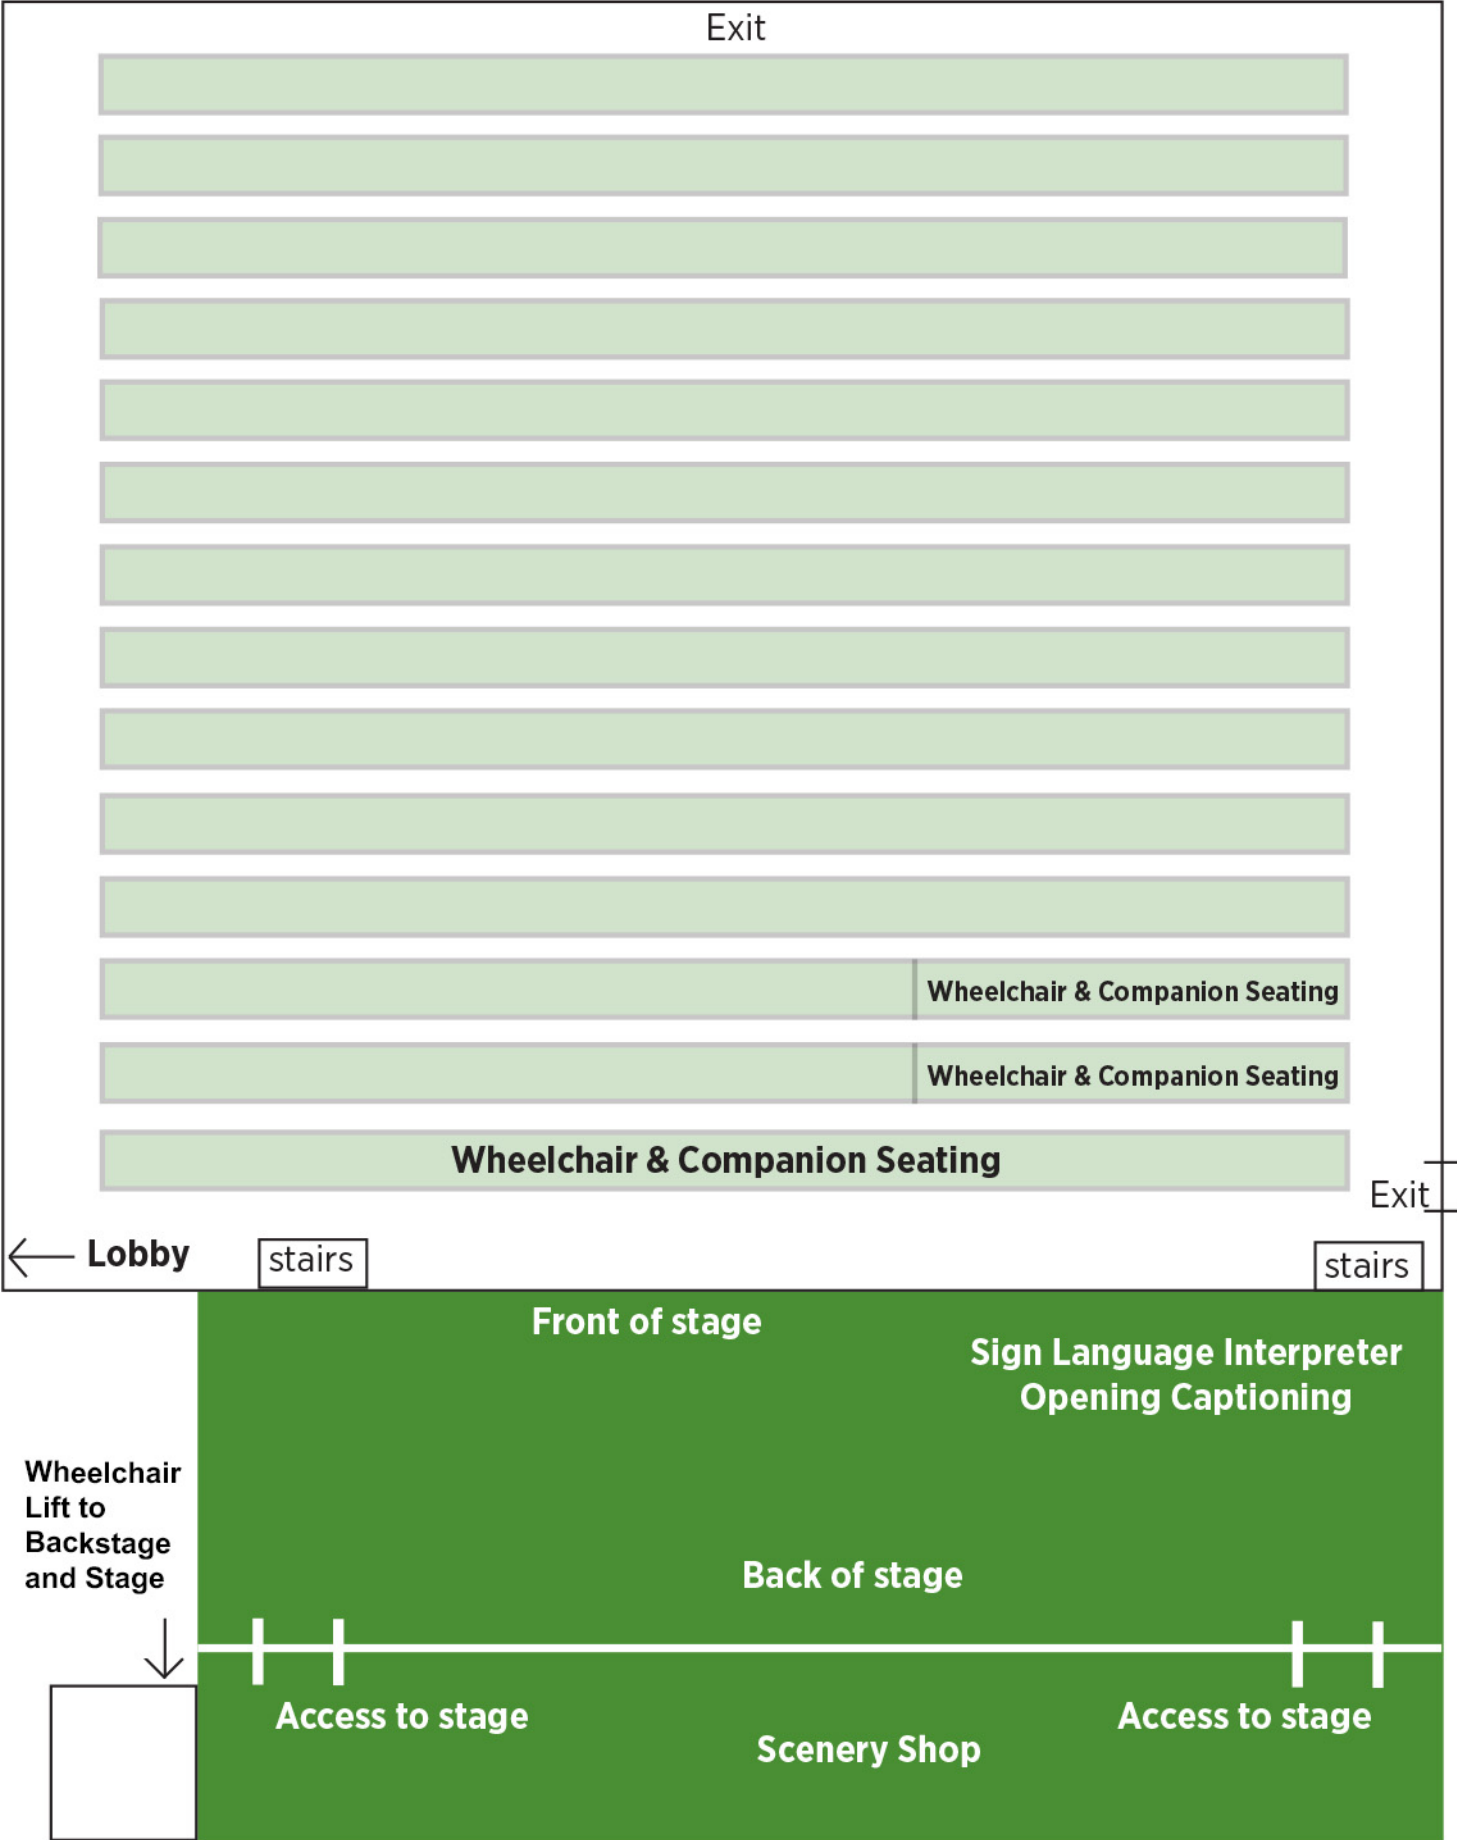 Exit
Wheelchair & Companion Seating
Wheelchair & Companion Seating
Wheelchair & Companion Seating
Exit
Lobby
stairs
stairs
Front of stage
Sign Language Interpreter
Opening Captioning
Wheelchair
Lift to
Backstage
and Stage
Back of stage
Access to stage
Access to stage
Scenery Shop